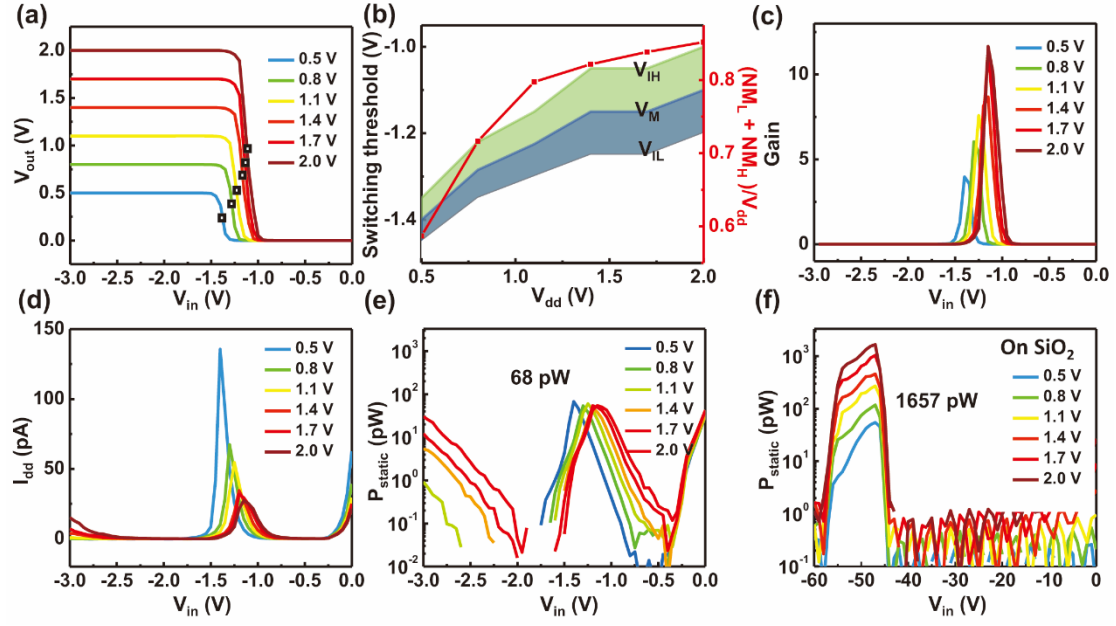 (a)
2.0
1.5
1.0
0.5
0.0
V_out (V)
0.5 V
0.8 V
1.1 V
1.4 V
1.7 V
2.0 V
-3.0 -2.5 -2.0 -1.5 -1.0 -0.5 0.0
V_in (V)
(b)
-1.0
-1.2
-1.4
Switching threshold (V)
V_IH
V_M
V_IL
0.8
0.7
0.6
(NM_L + NM_H )/V_dd
0.5 1.0 1.5 2.0
V_dd (V)
(c)
10
5
0
Gain
0.5 V
0.8 V
1.1 V
1.4 V
1.7 V
2.0 V
-3.0 -2.5 -2.0 -1.5 -1.0 -0.5 0.0
V_in (V)
(d)
150
100
50
0
I_dd (pA)
0.5 V
0.8 V
1.1 V
1.4 V
1.7 V
2.0 V
-3.0 -2.5 -2.0 -1.5 -1.0 -0.5 0.0
V_in (V)
(e)
10^3
10^2
10^1
10^0
10^-1
10^-2
P_static (pW)
68 pW
0.5 V
0.8 V
1.1 V
1.4 V
1.7 V
2.0 V
-3.0 -2.5 -2.0 -1.5 -1.0 -0.5 0.0
V_in (V)
(f)
10^3
10^2
10^1
10^0
10^-1
P_static (pW)
On SiO₂
1657 pW
0.5 V
0.8 V
1.1 V
1.4 V
1.7 V
2.0 V
-60 -50 -40 -30 -20 -10 0
V_in (V)